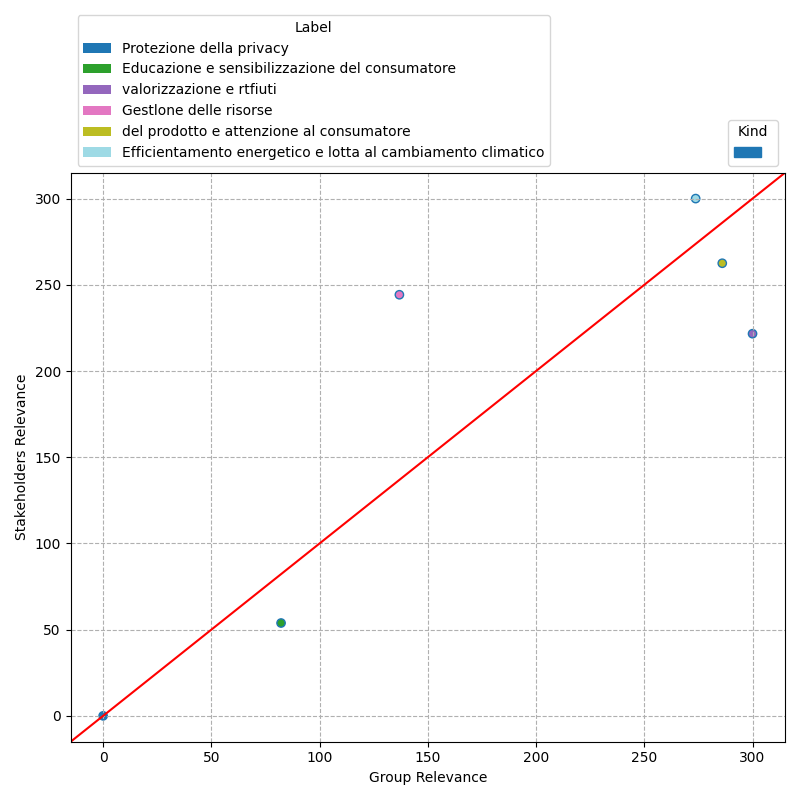 Label
Protezione della privacy
Educazione e sensibilizzazione del consumatore
valorizzazione e rtfiuti
Gestlone delle risorse
del prodotto e attenzione al consumatore
Efficientamento energetico e lotta al cambiamento climatico
Kind
300
250
200
150
100
50
0
Stakeholders Relevance
0 50 100 150 200 250 300
Group Relevance